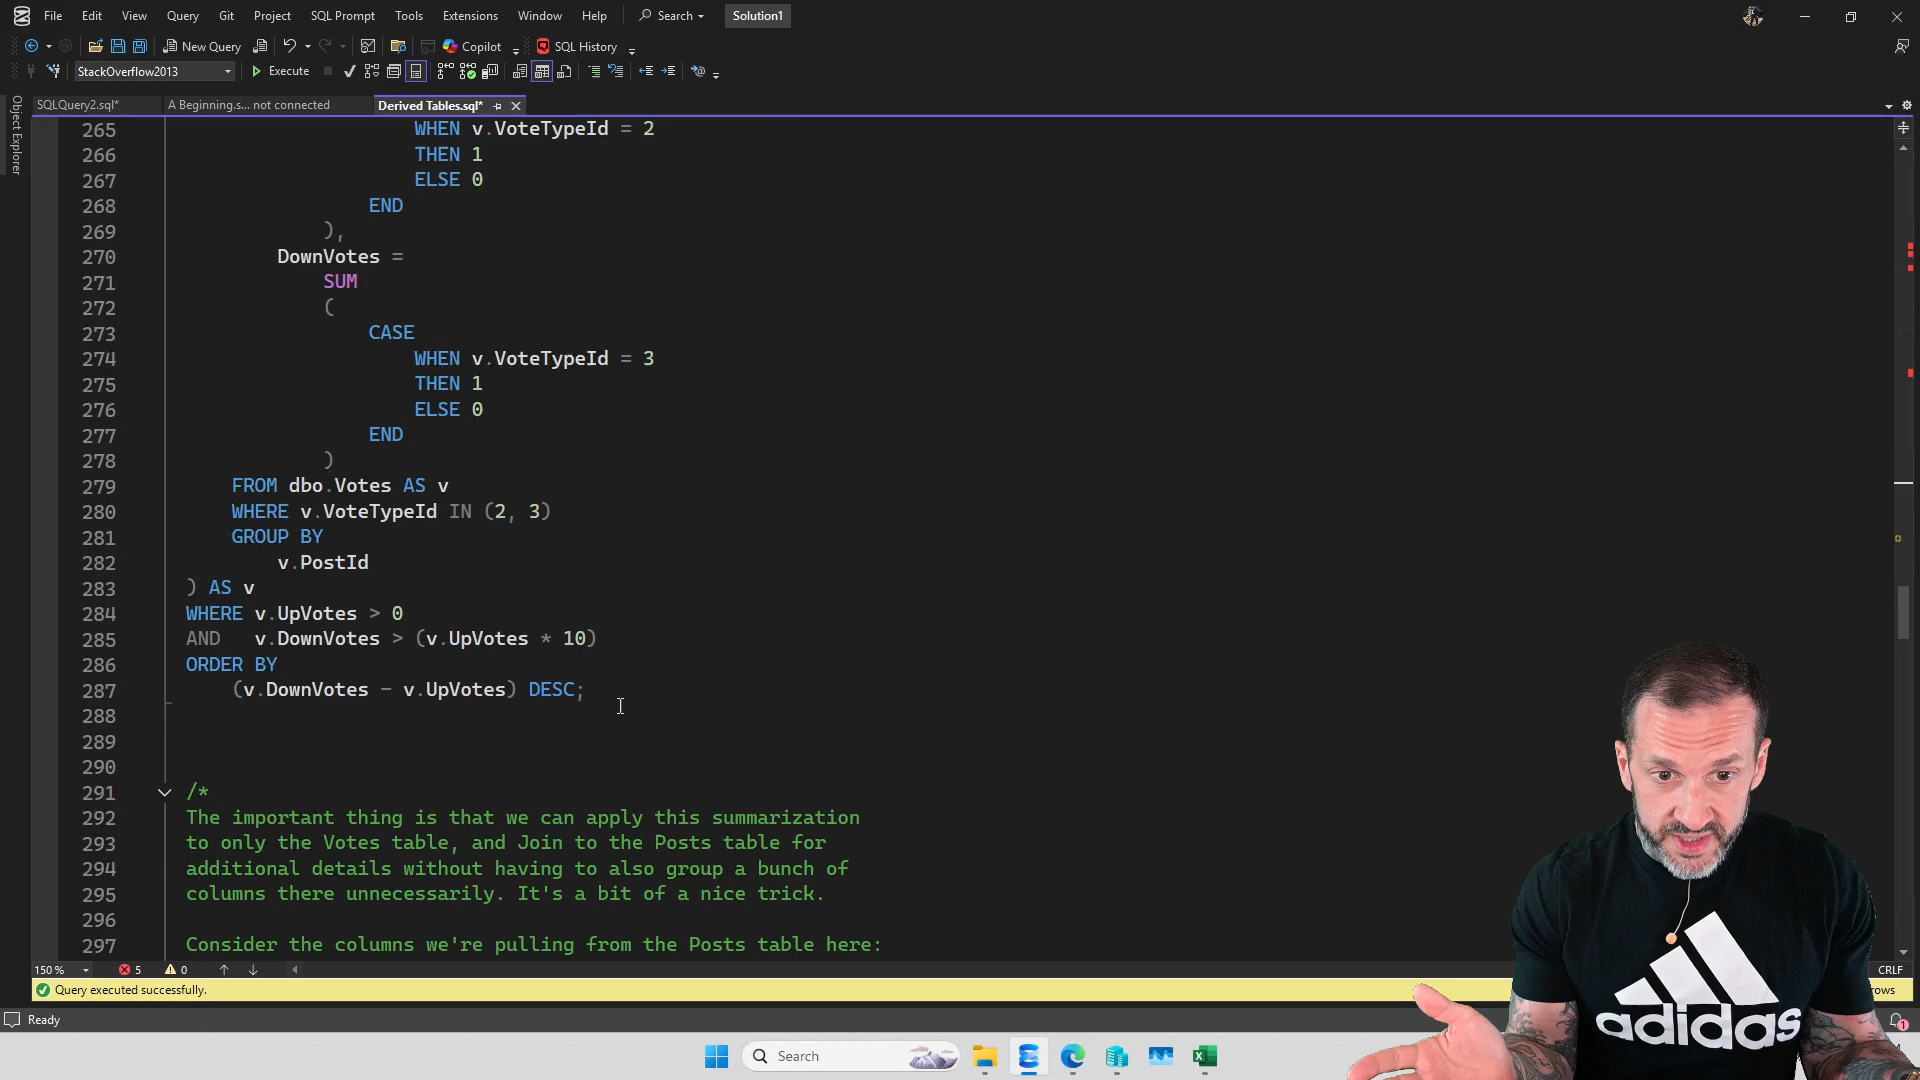 File Edit View Query Git Project SQL Prompt Tools Extensions Window Help Search Solution1
New Query Copilot SQL History
StackOverflow2013 Execute
SQLQuery2.sql* A Beginning.s... not connected Derived Tables.sql*
Object Explorer
265 WHEN v.VoteTypeId = 2
266 THEN 1
267 ELSE 0
268 END
269 ),
270 DownVotes =
271 SUM
272 (
273 CASE
274 WHEN v.VoteTypeId = 3
275 THEN 1
276 ELSE 0
277 END
278 )
279 FROM dbo.Votes AS v
280 WHERE v.VoteTypeId IN (2, 3)
281 GROUP BY
282 v.PostId
283 ) AS v
284 WHERE v.UpVotes > 0
285 AND v.DownVotes > (v.UpVotes * 10)
286 ORDER BY
287 (v.DownVotes - v.UpVotes) DESC;
288
289
290
291 /*
292 The important thing is that we can apply this summarization
293 to only the Votes table, and Join to the Posts table for
294 additional details without having to also group a bunch of
295 columns there unnecessarily. It's a bit of a nice trick.
296
297 Consider the columns we're pulling from the Posts table here:
150 % 5 0 CRLF
Query executed successfully. rows
Ready 1
Search
adidas